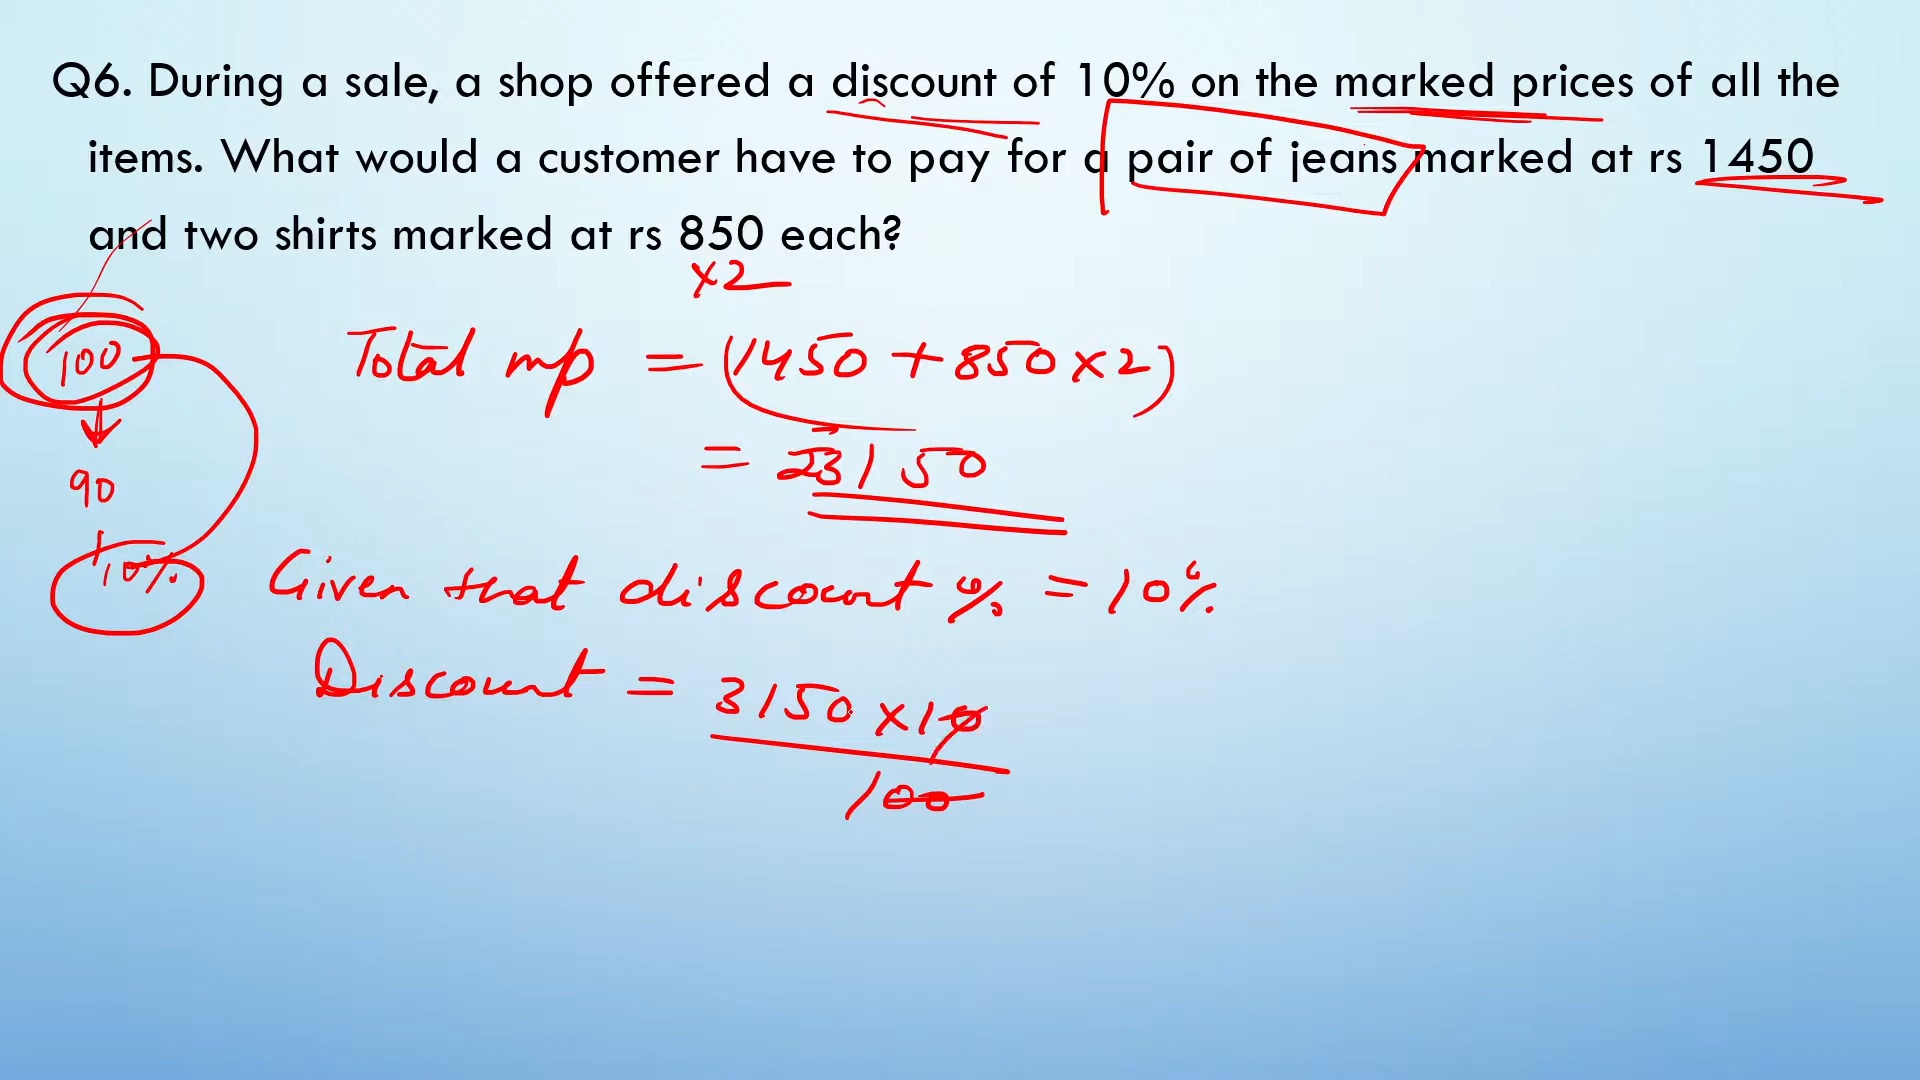 Q6. During a sale, a shop offered a discount of 10% on the marked prices of all the
items. What would a customer have to pay for a pair of jeans marked at rs 1450
and two shirts marked at rs 850 each?
×2
100
Total mp = (1450 + 850×2)
= 3150
90
10%
Given that discount % = 10%
Discount = 3150 × 10
100